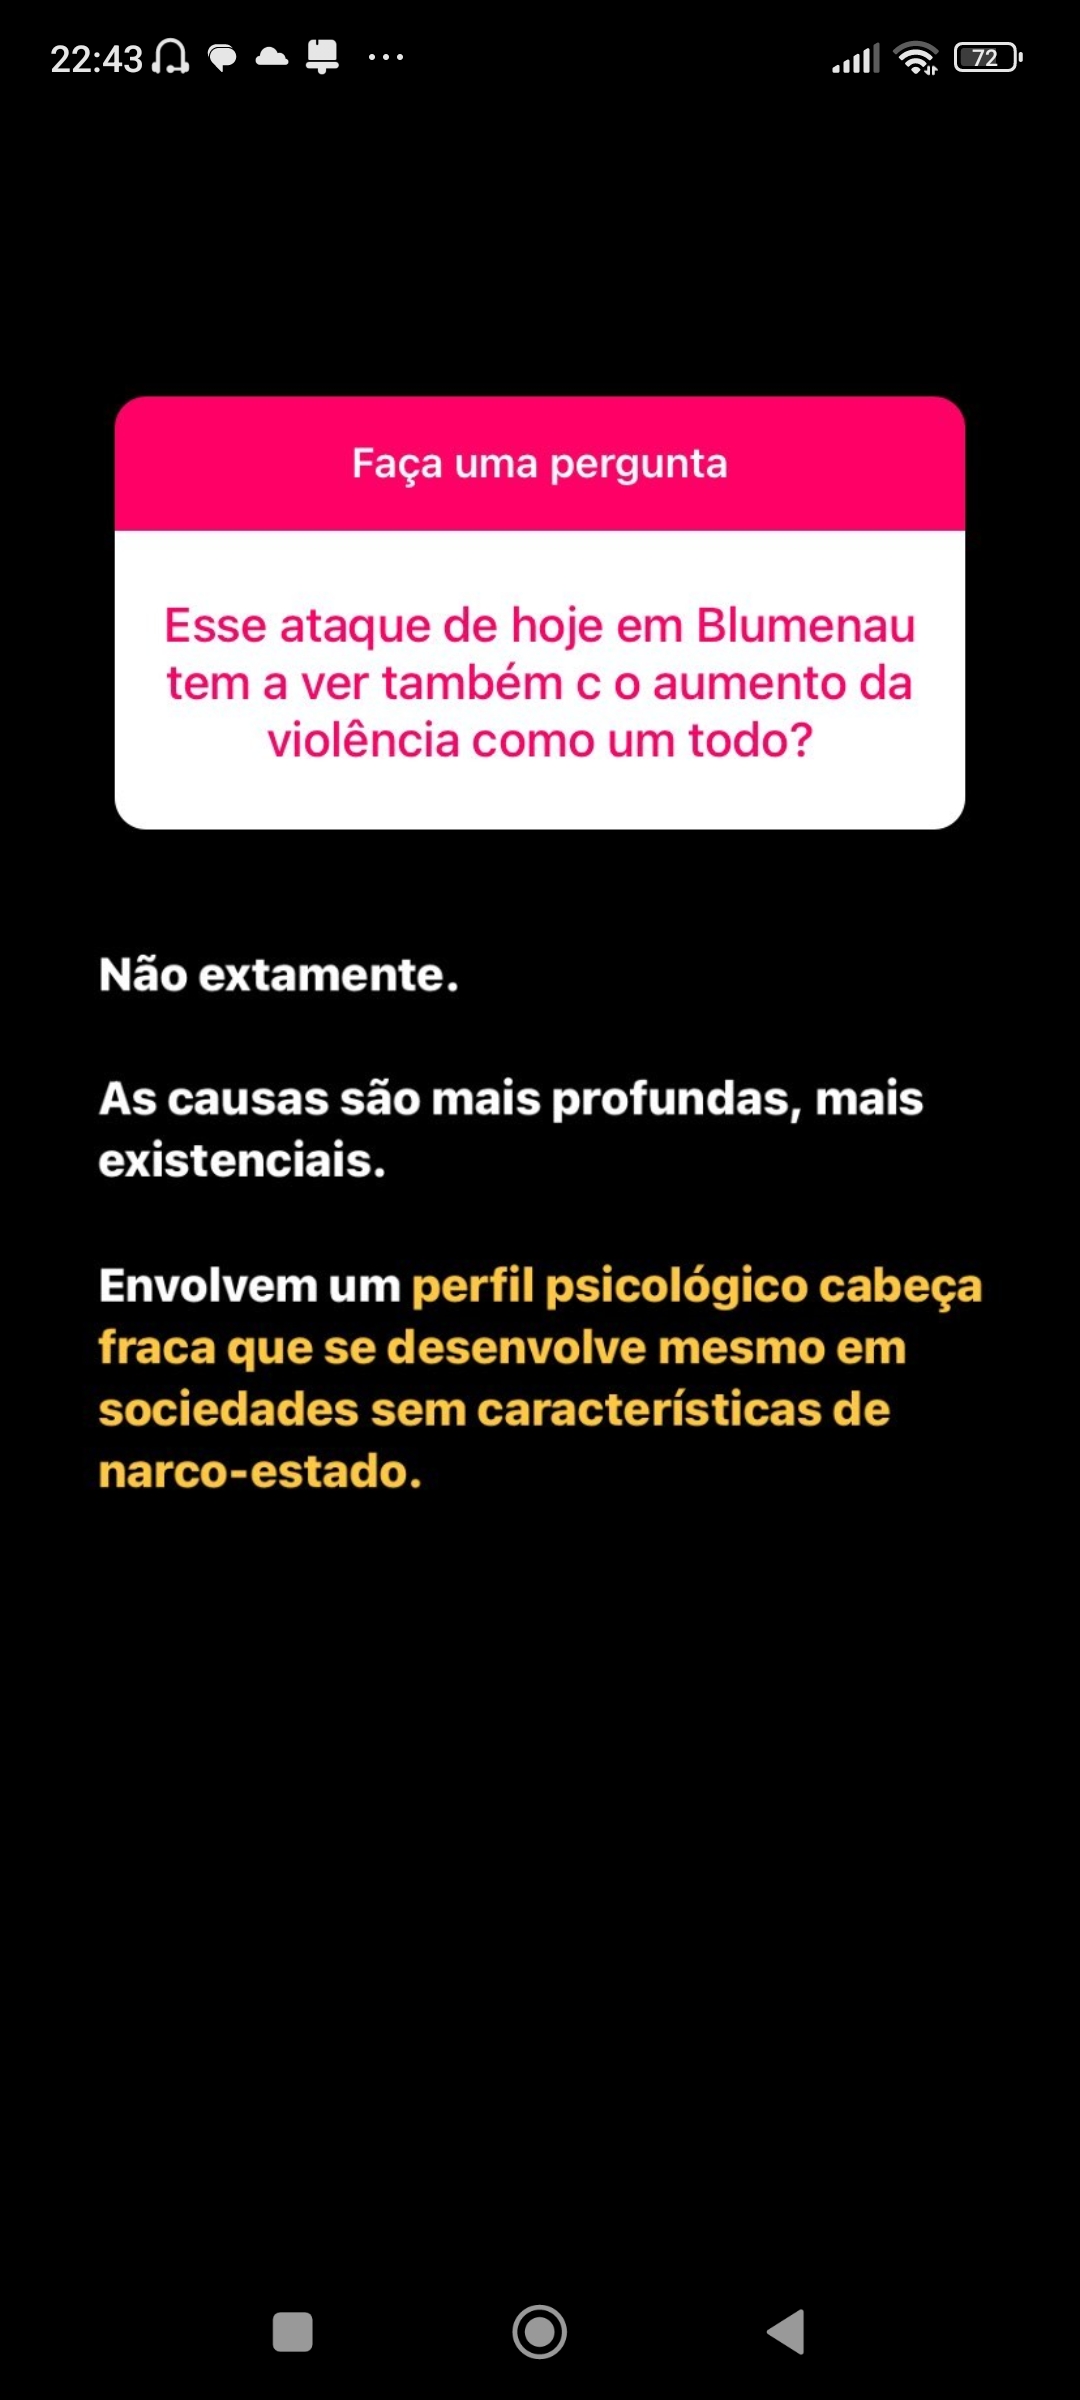 22:43
72
Faça uma pergunta
Esse ataque de hoje em Blumenau
tem a ver também c o aumento da
violência como um todo?
Não extamente.
As causas são mais profundas, mais
existenciais.
Envolvem um perfil psicológico cabeça
fraca que se desenvolve mesmo em
sociedades sem características de
narco-estado.